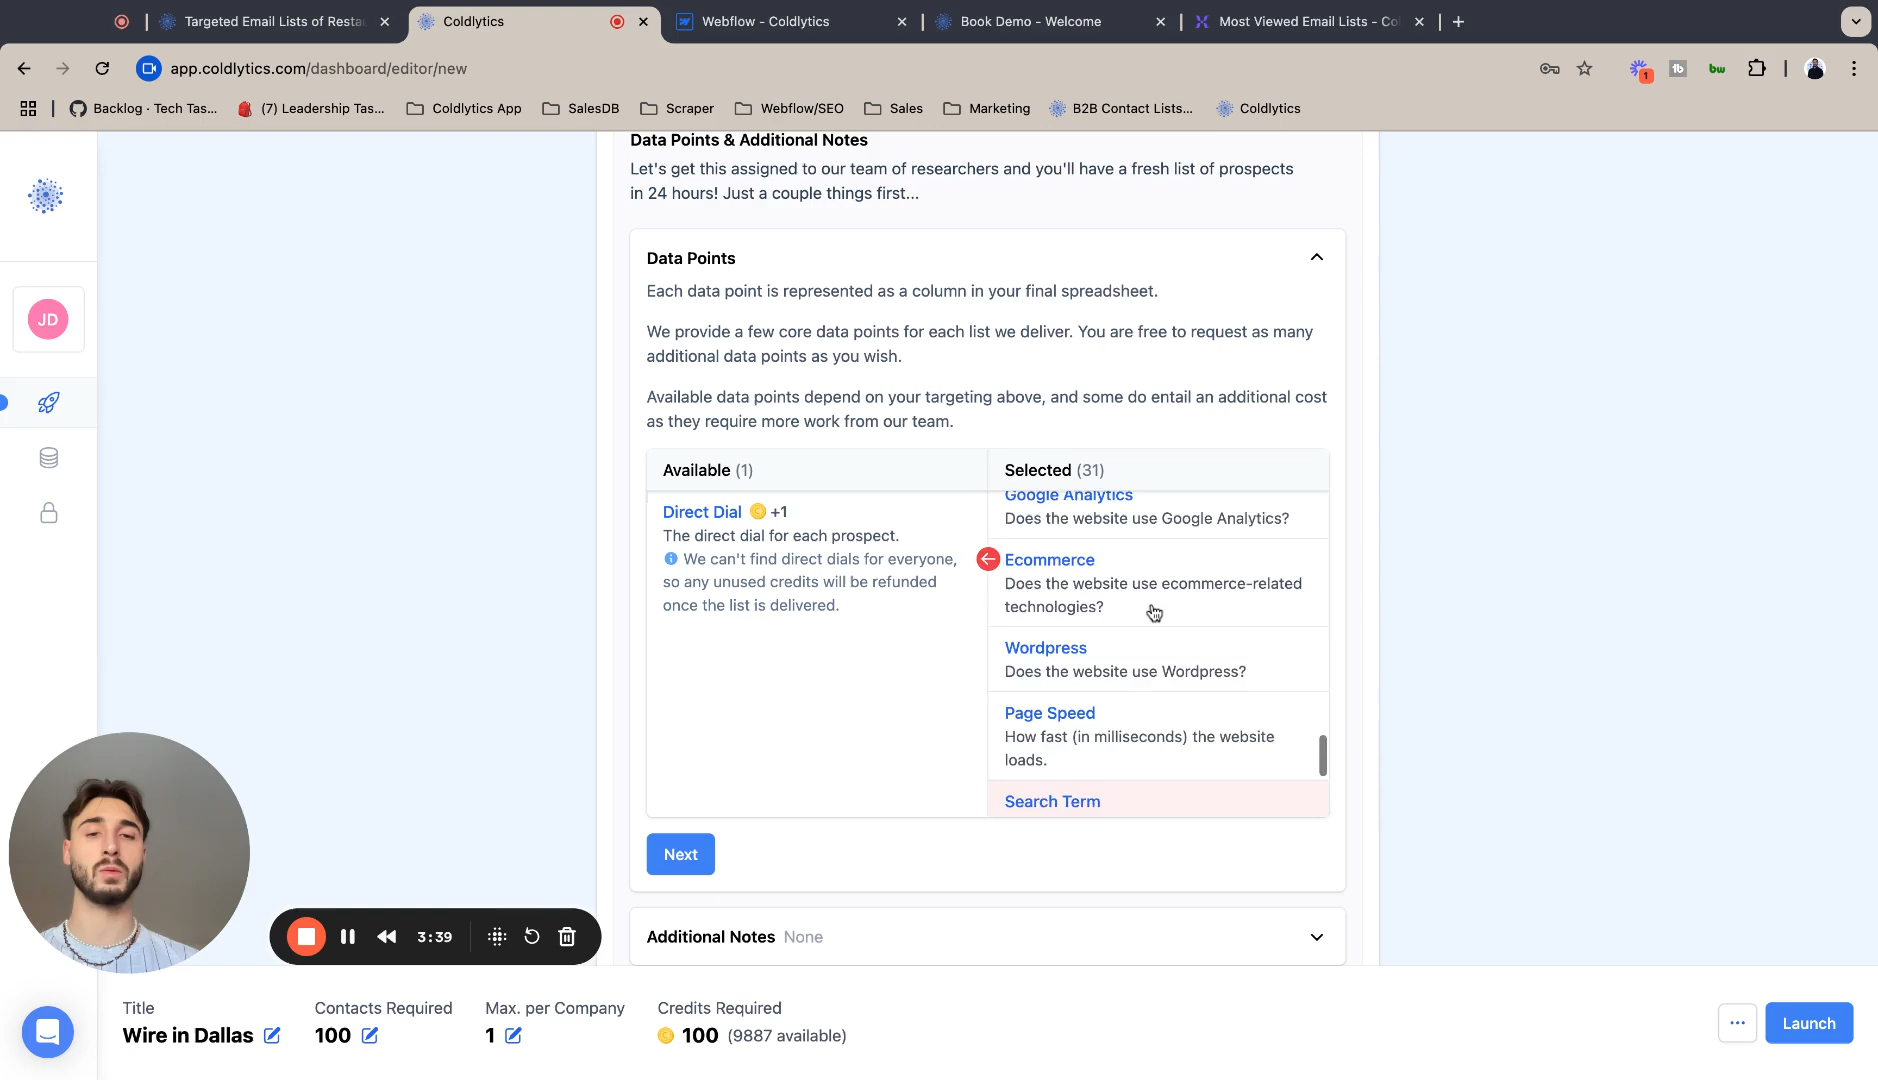 Targeted Email Lists of Restau
Coldlytics
Webflow - Coldlytics
Book Demo - Welcome
Most Viewed Email Lists - Co
app.coldlytics.com/dashboard/editor/new
1
tb
bw
Backlog · Tech Tas...
(7) Leadership Tas...
Coldlytics App
SalesDB
Scraper
Webflow/SEO
Sales
Marketing
B2B Contact Lists...
Coldlytics
JD
Data Points & Additional Notes
Let's get this assigned to our team of researchers and you'll have a fresh list of prospects
in 24 hours! Just a couple things first...
Data Points
Each data point is represented as a column in your final spreadsheet.
We provide a few core data points for each list we deliver. You are free to request as many
additional data points as you wish.
Available data points depend on your targeting above, and some do entail an additional cost
as they require more work from our team.
Available (1)
Direct Dial +1
The direct dial for each prospect.
We can't find direct dials for everyone,
so any unused credits will be refunded
once the list is delivered.
Selected (31)
Google Analytics
Does the website use Google Analytics?
Ecommerce
Does the website use ecommerce-related
technologies?
Wordpress
Does the website use Wordpress?
Page Speed
How fast (in milliseconds) the website
loads.
Search Term
Next
Additional Notes None
3:39
Title
Wire in Dallas
Contacts Required
100
Max. per Company
1
Credits Required
100 (9887 available)
Launch